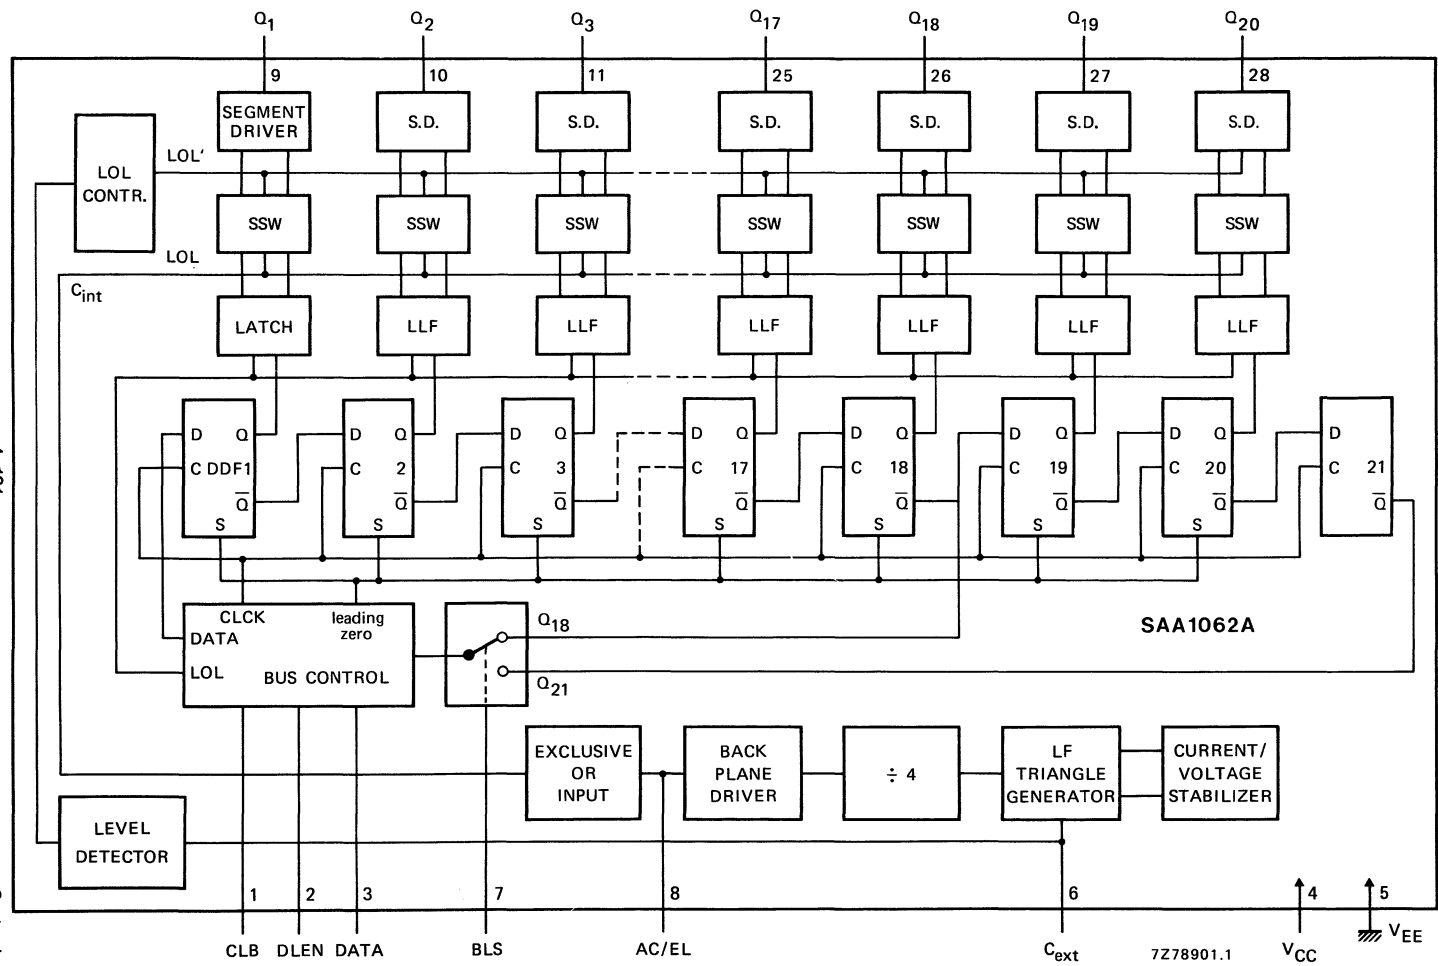 Q1 Q2 Q3 Q17 Q18 Q19 Q20
9 10 11 25 26 27 28
SEGMENT DRIVER S.D. S.D. S.D. S.D. S.D. S.D.
LOL'
LOL CONTR.
SSW SSW SSW SSW SSW SSW SSW
LOL
Cint
LATCH LLF LLF LLF LLF LLF LLF
D Q D Q D Q D Q D Q D Q D Q D
C DDF1 C 2 C 3 C 17 C 18 C 19 C 20 C 21
Q̅ Q̅ Q̅ Q̅ Q̅ Q̅ Q̅ Q̅
S S S S S S S
CLCK leading zero
DATA
LOL BUS CONTROL
Q18
Q21
SAA1062A
EXCLUSIVE OR INPUT
BACK PLANE DRIVER
÷ 4
LF TRIANGLE GENERATOR
CURRENT/ VOLTAGE STABILIZER
LEVEL DETECTOR
1 2 3 7 8 6 4 5
CLB DLEN DATA BLS AC/EL Cext 7Z78901.1 VCC VEE